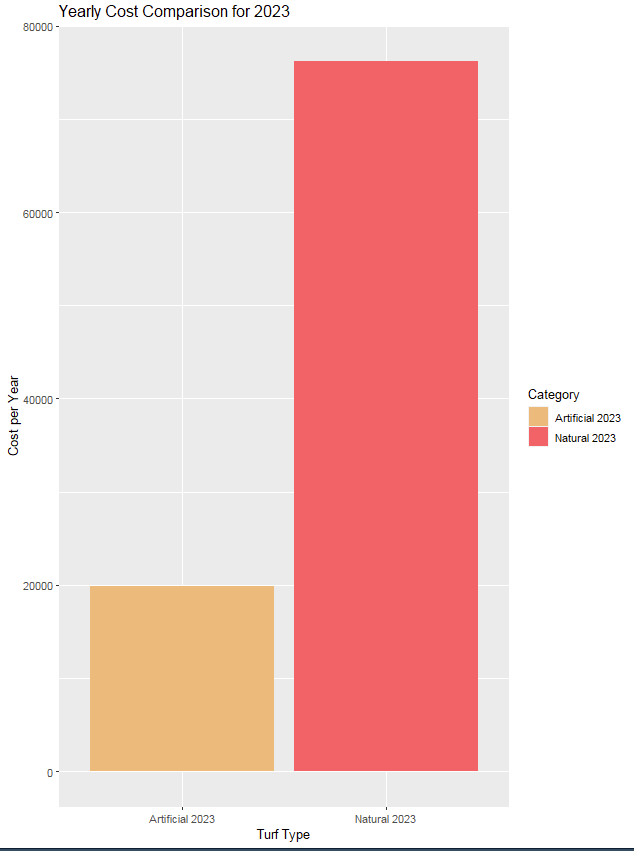 Yearly Cost Comparison for 2023
80000
60000
40000
20000
0
Cost per Year
Artificial 2023
Natural 2023
Turf Type
Category
Artificial 2023
Natural 2023